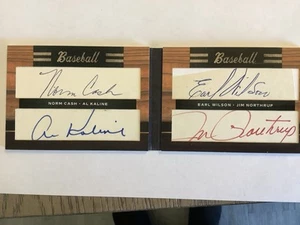 Baseball
Norm Cash
NORM CASH - AL KALINE
Al Kaline
Baseball
Earl Wilson
EARL WILSON - JIM NORTHRUP
Jim Northrup